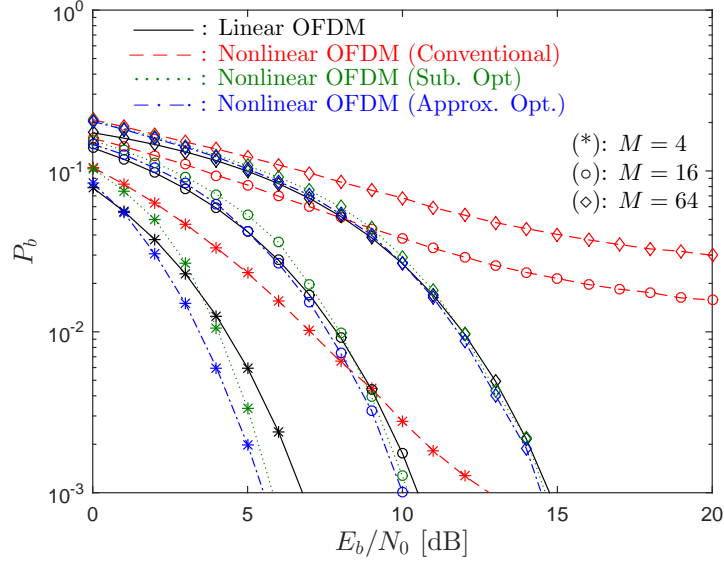 10^0
: Linear OFDM
: Nonlinear OFDM (Conventional)
: Nonlinear OFDM (Sub. Opt)
: Nonlinear OFDM (Approx. Opt.)
(*): M = 4
(○): M = 16
(◇): M = 64
10^-1
P_b
10^-2
10^-3
0 5 10 15 20
E_b/N_0 [dB]